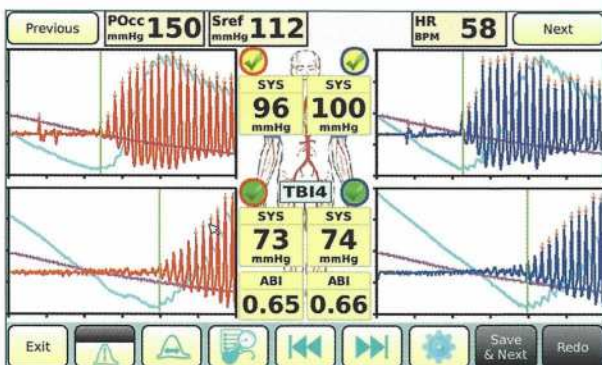 Previous
POcc mmHg 150
Sref mmHg 112
HR BPM 58
Next
SYS SYS
96 100
mmHg mmHg
TBI4
SYS SYS
73 74
mmHg mmHg
ABI ABI
0.65 0.66
Exit
Save & Next
Redo